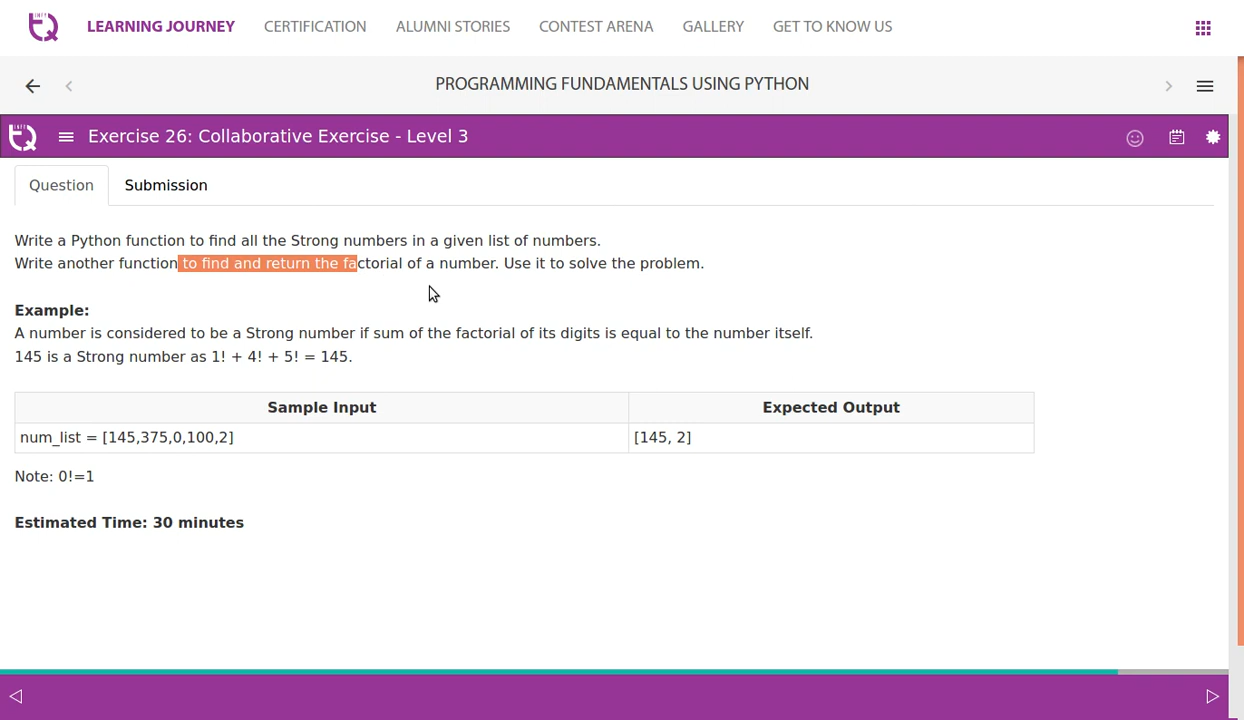 LEARNING JOURNEY CERTIFICATION ALUMNI STORIES CONTEST ARENA GALLERY GET TO KNOW US
PROGRAMMING FUNDAMENTALS USING PYTHON
Exercise 26: Collaborative Exercise - Level 3
Question Submission
Write a Python function to find all the Strong numbers in a given list of numbers.
Write another function to find and return the factorial of a number. Use it to solve the problem.
Example:
A number is considered to be a Strong number if sum of the factorial of its digits is equal to the number itself.
145 is a Strong number as 1! + 4! + 5! = 145.
Sample Input Expected Output
num_list = [145,375,0,100,2] [145, 2]
Note: 0!=1
Estimated Time: 30 minutes